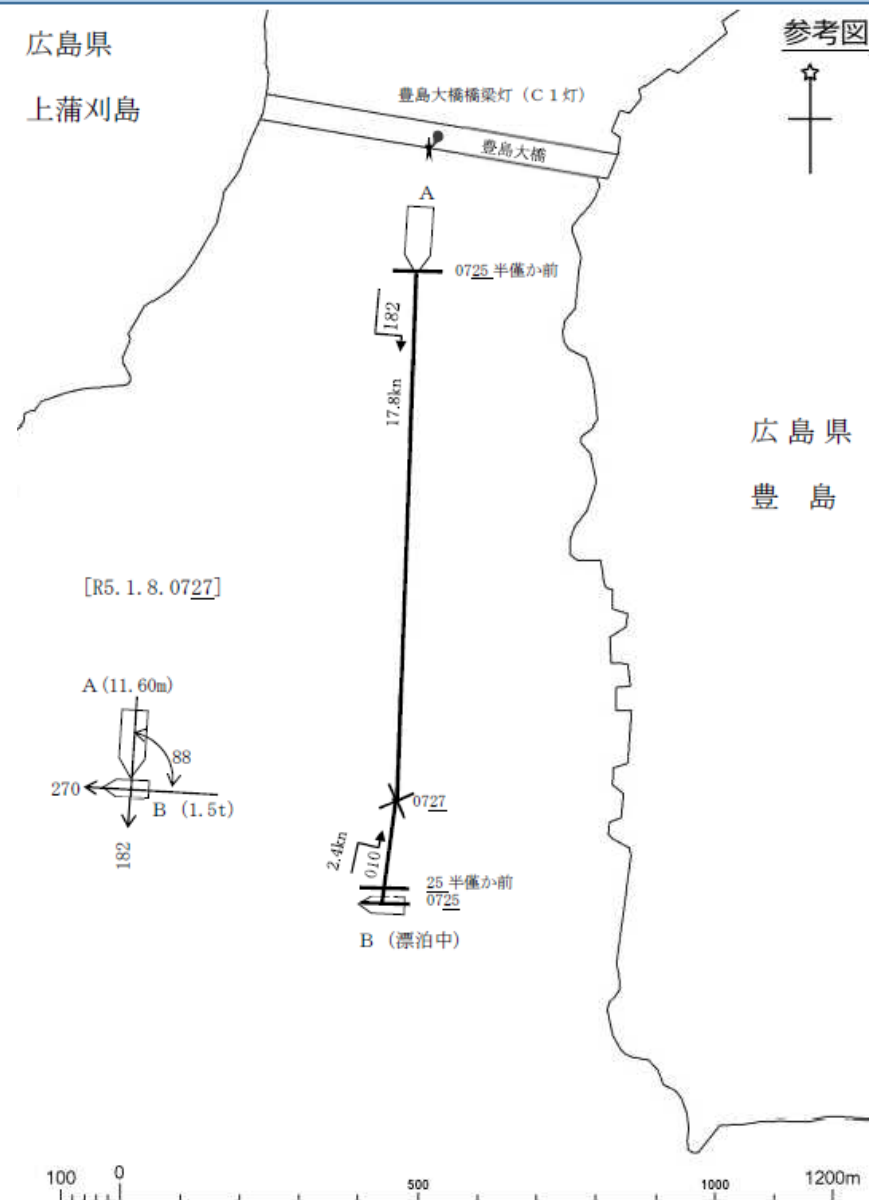 広島県
参考図
上蒲刈島
豊島大橋橋梁灯（C１灯）
豊島大橋
A
0725 半僅か前
182
17.8kn
広島県
豊 島
[R5.1.8.0727]
A (11.60m)
88
270
B (1.5t)
182
0727
2.4kn
010
25 半僅か前
0725
B (漂泊中)
100
0
500
1000
1200m